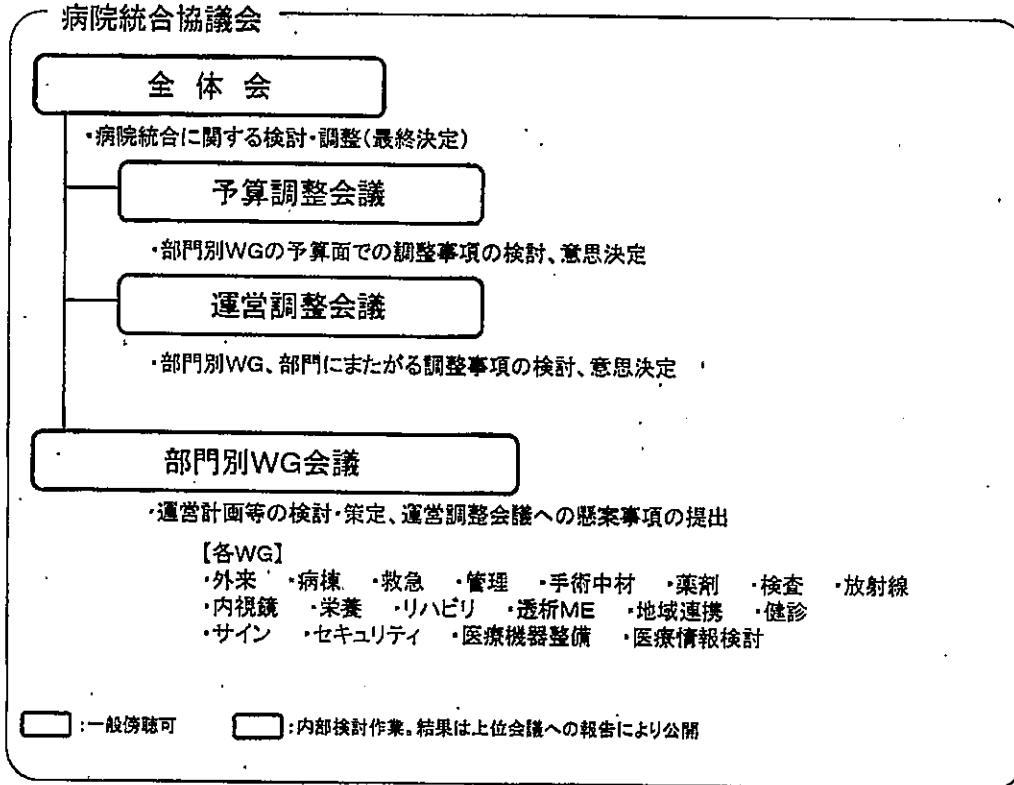 病院統合協議会
全体会
・病院統合に関する検討・調整(最終決定)
予算調整会議
・部門別WGの予算面での調整事項の検討、意思決定
運営調整会議
・部門別WG、部門にまたがる調整事項の検討、意思決定
部門別WG会議
・運営計画等の検討・策定、運営調整会議への懸案事項の提出
【各WG】
・外来 ・病棟 ・救急 ・管理 ・手術中材 ・薬剤 ・検査 ・放射線
・内視鏡 ・栄養 ・リハビリ ・透析ME ・地域連携 ・健診
・サイン ・セキュリティ ・医療機器整備 ・医療情報検討
:一般傍聴可 :内部検討作業。結果は上位会議への報告により公開